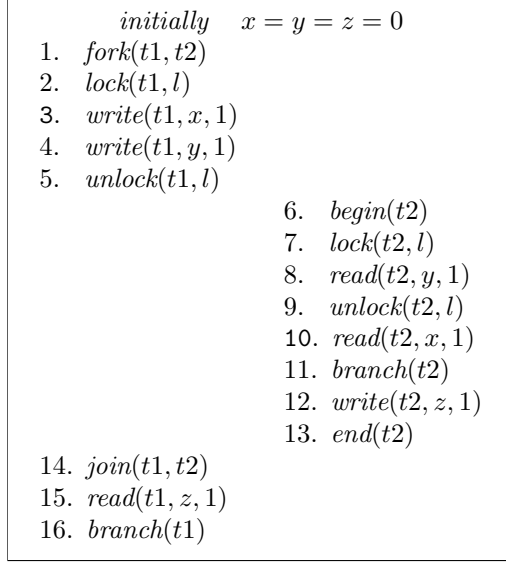 initially x = y = z = 0
1. fork(t1, t2)
2. lock(t1, l)
3. write(t1, x, 1)
4. write(t1, y, 1)
5. unlock(t1, l)
6. begin(t2)
7. lock(t2, l)
8. read(t2, y, 1)
9. unlock(t2, l)
10. read(t2, x, 1)
11. branch(t2)
12. write(t2, z, 1)
13. end(t2)
14. join(t1, t2)
15. read(t1, z, 1)
16. branch(t1)